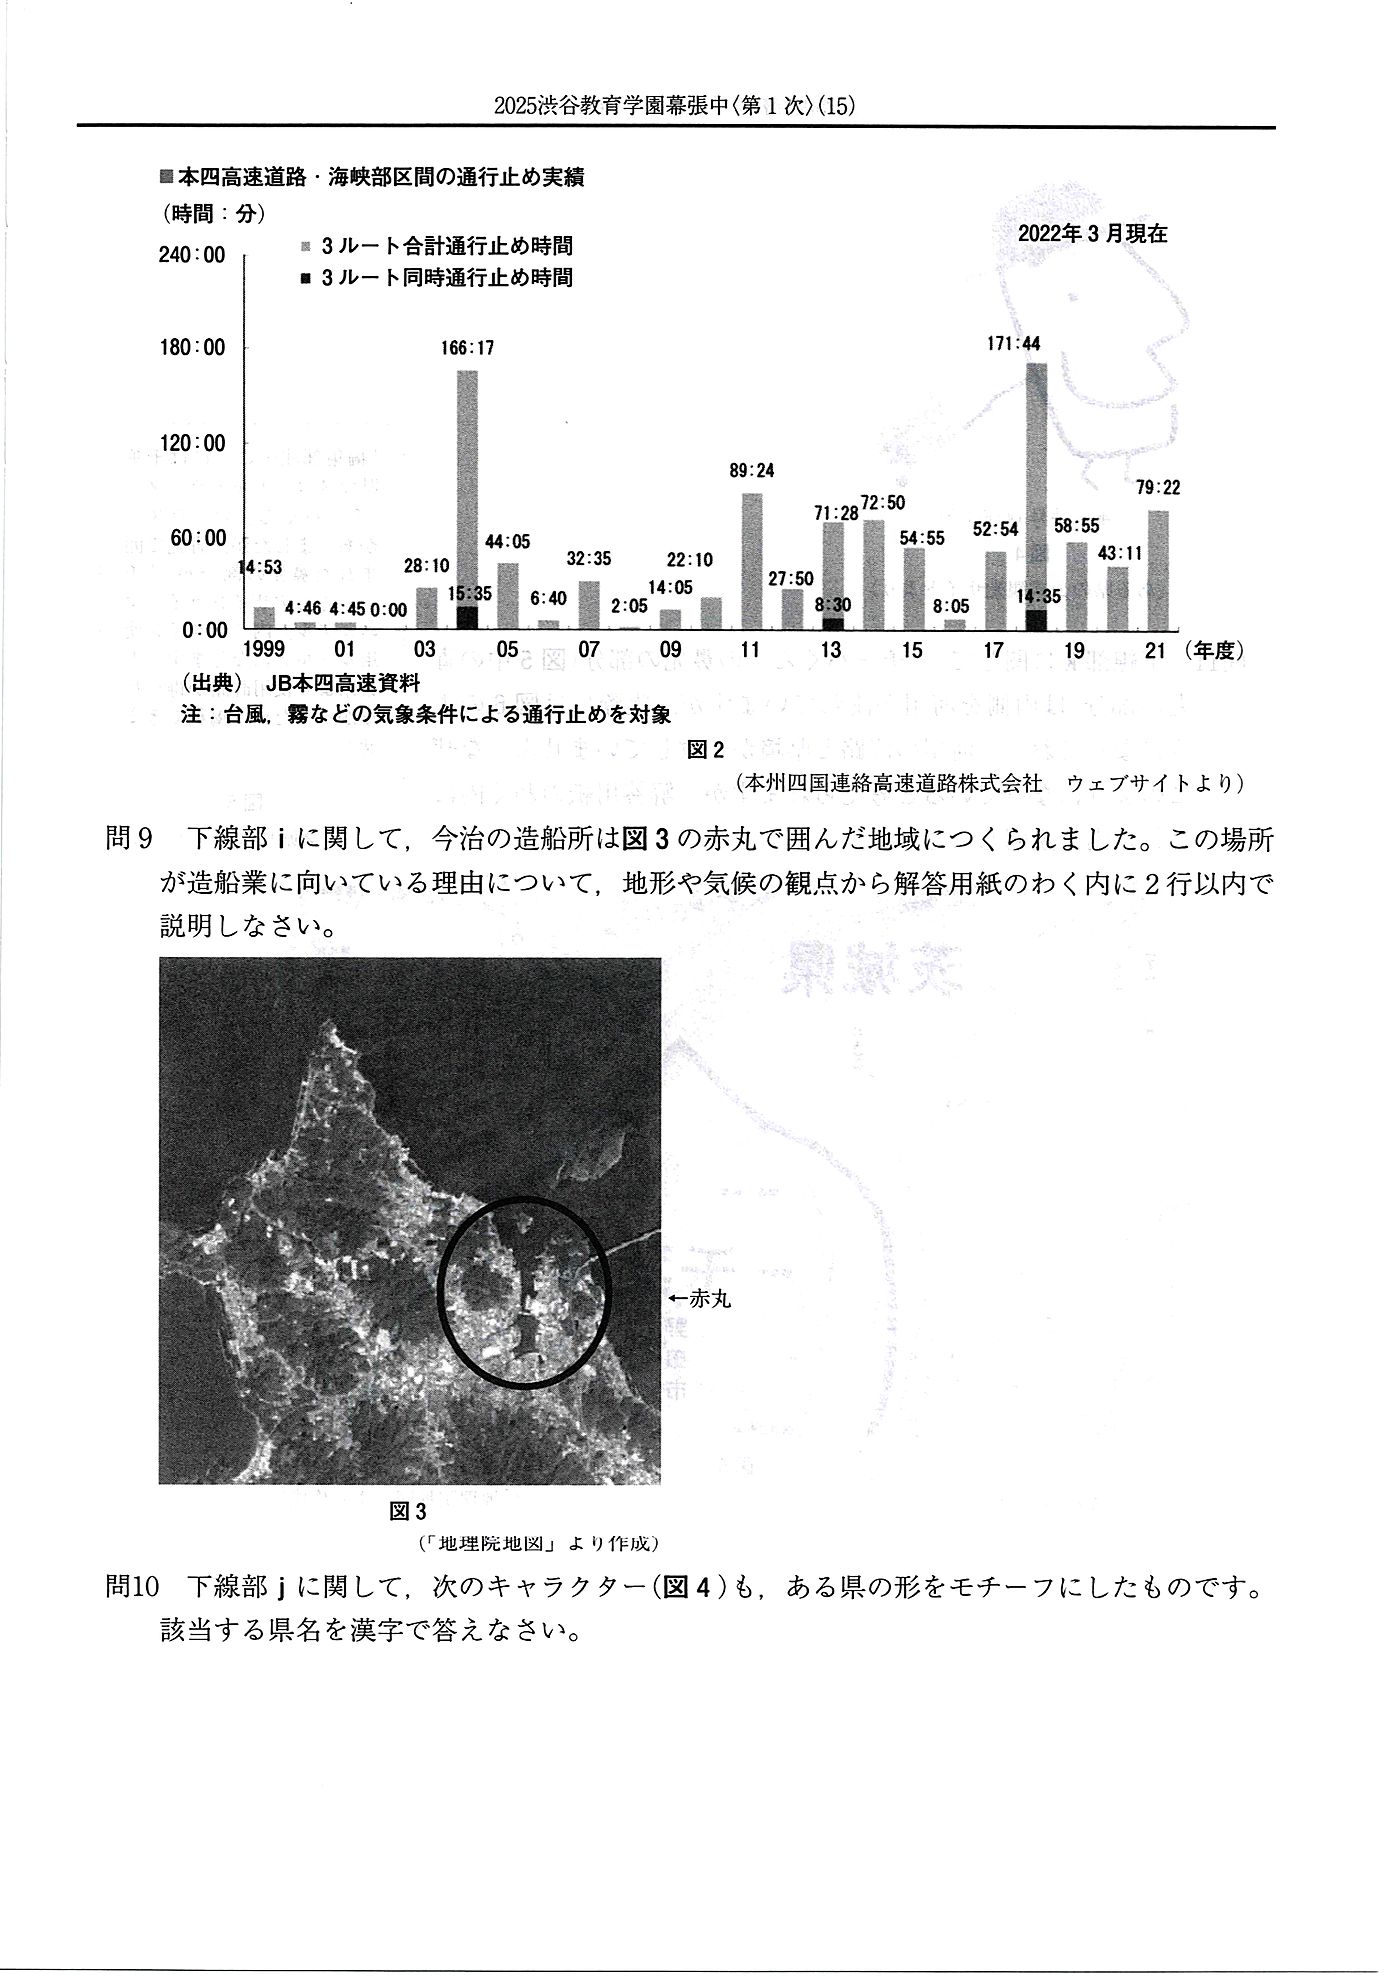 2025渋谷教育学園幕張中〈第1次〉(15)
■本四高速道路・海峡部区間の通行止め実績
（時間：分）
2022年3月現在
■ 3ルート合計通行止め時間
■ 3ルート同時通行止め時間
240:00
180:00
120:00
60:00
0:00
14:53
4:46
4:45
0:00
28:10
166:17
15:35
44:05
6:40
32:35
2:05
14:05
22:10
89:24
27:50
71:28
8:30
72:50
54:55
8:05
52:54
171:44
14:35
58:55
43:11
79:22
1999 01 03 05 07 09 11 13 15 17 19 21 （年度）
（出典） JB本四高速資料
注：台風，霧などの気象条件による通行止めを対象
図2
（本州四国連絡高速道路株式会社 ウェブサイトより）
問9 下線部iに関して，今治の造船所は図3の赤丸で囲んだ地域につくられました。この場所
が造船業に向いている理由について，地形や気候の観点から解答用紙のわく内に2行以内で
説明しなさい。
←赤丸
図3
（「地理院地図」より作成）
問10 下線部jに関して，次のキャラクター（図4）も，ある県の形をモチーフにしたものです。
該当する県名を漢字で答えなさい。